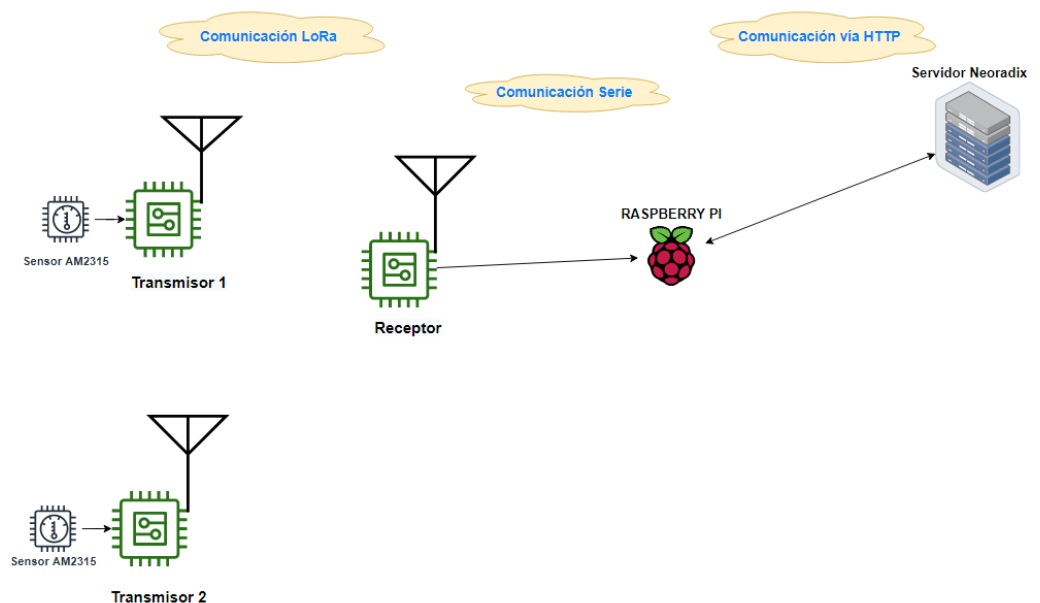 Comunicación LoRa
Comunicación vía HTTP
Servidor Neoradix
Comunicación Serie
RASPBERRY PI
Sensor AM2315
Transmisor 1
Receptor
Sensor AM2315
Transmisor 2